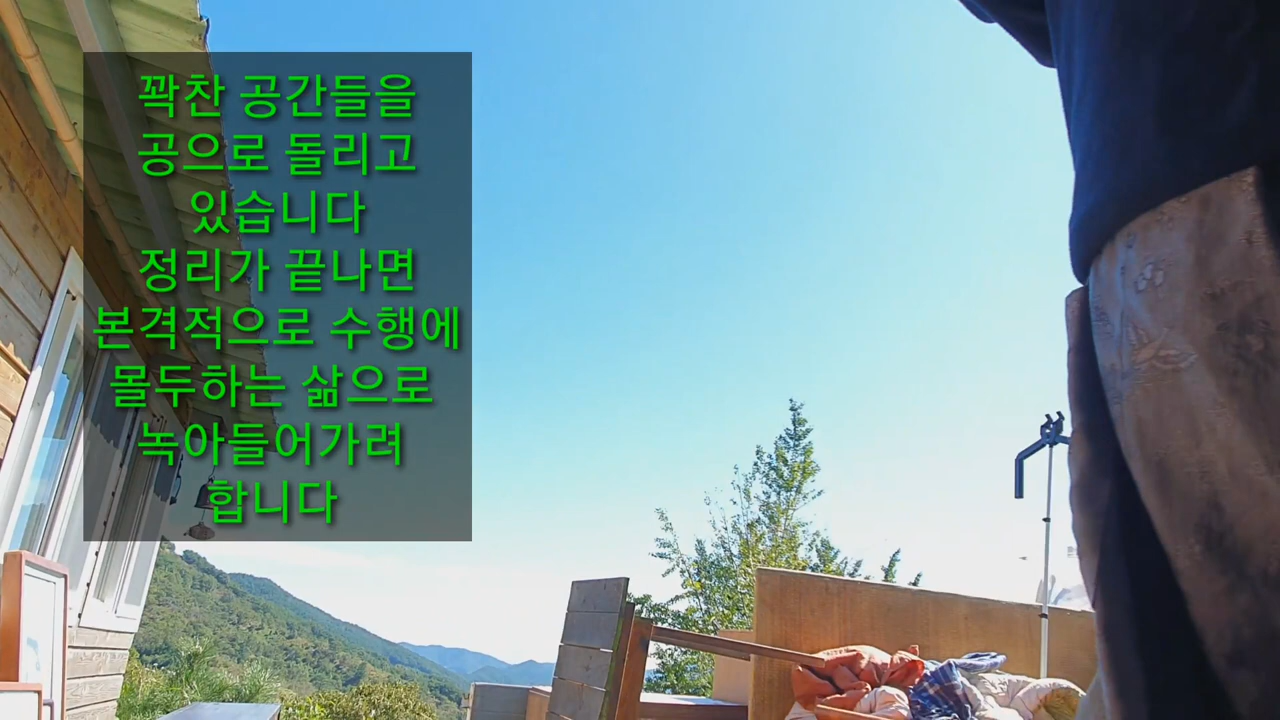 꽉찬 공간들을
공으로 돌리고
있습니다
정리가 끝나면
본격적으로 수행에
몰두하는 삶으로
녹아들어가려
합니다